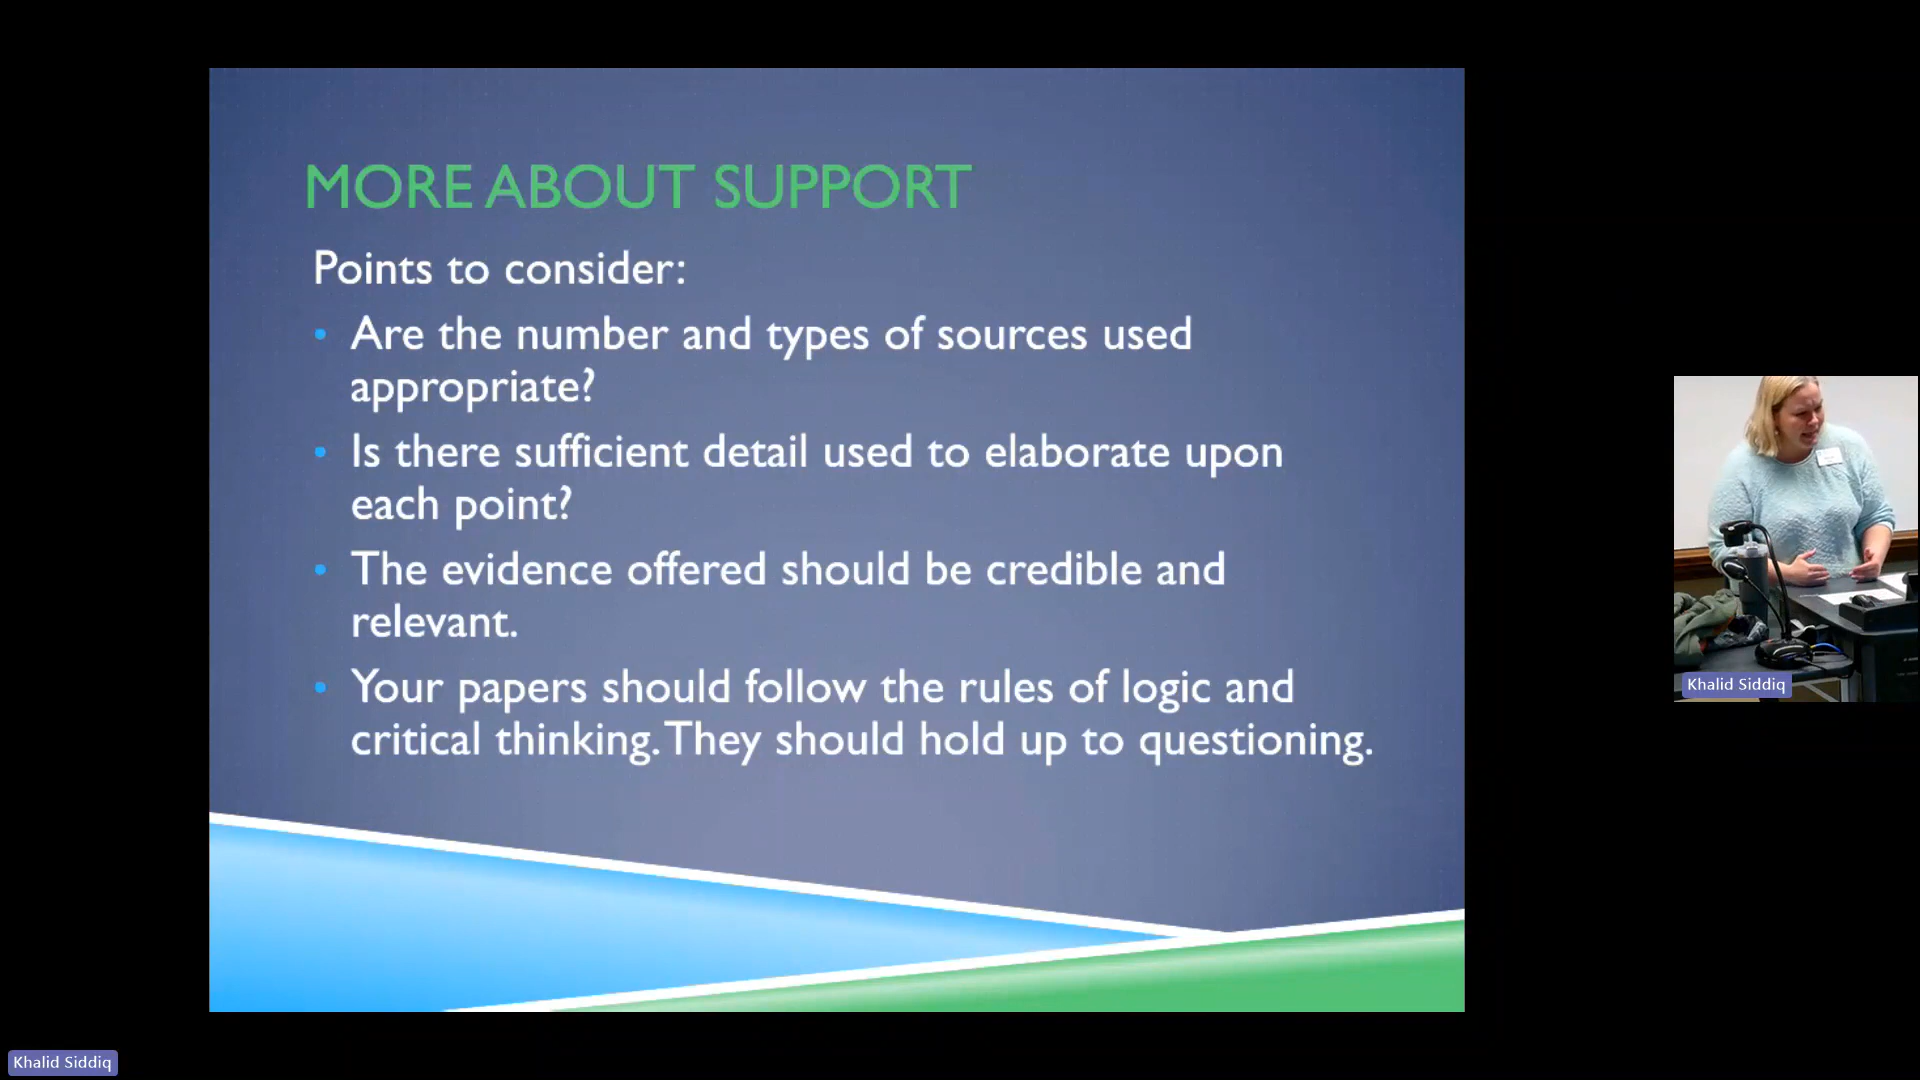 MORE ABOUT SUPPORT
Points to consider:
• Are the number and types of sources used
appropriate?
• Is there sufficient detail used to elaborate upon
each point?
• The evidence offered should be credible and
relevant.
• Your papers should follow the rules of logic and
critical thinking. They should hold up to questioning.
Khalid Siddiq
Khalid Siddiq